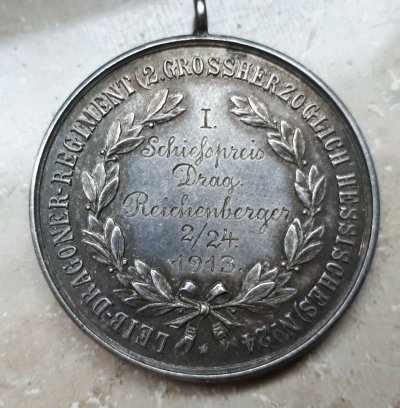 LEIB-DRAGONER-REGIMENT (2. GROSSHERZOGLICH HESSISCHES) No 24
I.
Schießpreis
Drag.
Reichenberger
2/24.
1913.